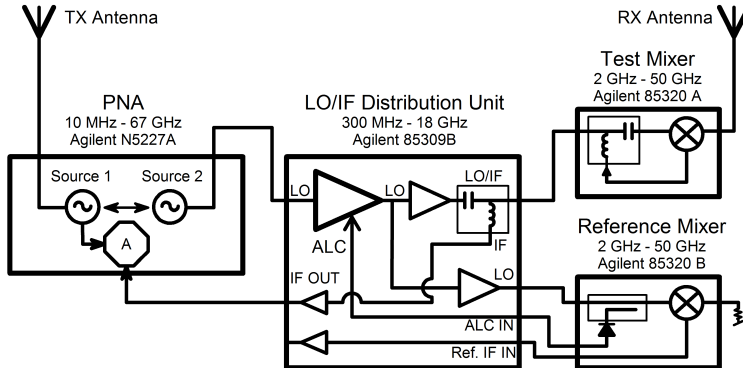 TX Antenna
RX Antenna
Test Mixer
2 GHz - 50 GHz
Agilent 85320 A
PNA
10 MHz - 67 GHz
Agilent N5227A
LO/IF Distribution Unit
300 MHz - 18 GHz
Agilent 85309B
Source 1
Source 2
A
LO
LO
LO/IF
ALC
IF
IF OUT
LO
ALC IN
Ref. IF IN
Reference Mixer
2 GHz - 50 GHz
Agilent 85320 B